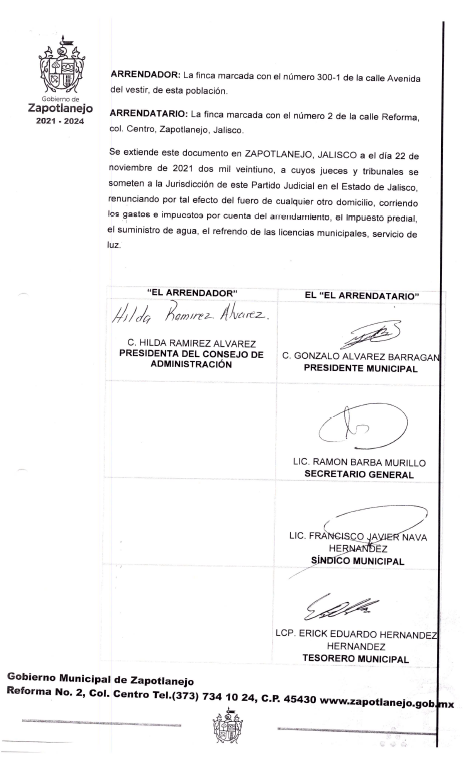 Gobierno de
Zapotlanejo
2021 - 2024
ARRENDADOR: La finca marcada con el número 300-1 de la calle Avenida
del vestir, de esta población.
ARRENDATARIO: La finca marcada con el número 2 de la calle Reforma,
col. Centro, Zapotlanejo, Jalisco.
Se extiende este documento en ZAPOTLANEJO, JALISCO a el día 22 de
noviembre de 2021 dos mil veintiuno, a cuyos jueces y tribunales se
someten a la Jurisdicción de este Partido Judicial en el Estado de Jalisco,
renunciando por tal efecto del fuero de cualquier otro domicilio, corriendo
los gastos e impuestos por cuenta del arrendamiento, el impuesto predial,
el suministro de agua, el refrendo de las licencias municipales, servicio de
luz.
"EL ARRENDADOR"
Hilda Ramirez Alvarez.
C. HILDA RAMIREZ ALVAREZ
PRESIDENTA DEL CONSEJO DE
ADMINISTRACIÓN
EL "EL ARRENDATARIO"
C. GONZALO ALVAREZ BARRAGAN
PRESIDENTE MUNICIPAL
LIC. RAMON BARBA MURILLO
SECRETARIO GENERAL
LIC. FRANCISCO JAVIER NAVA
HERNANDEZ
SÍNDICO MUNICIPAL
LCP. ERICK EDUARDO HERNANDEZ
HERNANDEZ
TESORERO MUNICIPAL
Gobierno Municipal de Zapotlanejo
Reforma No. 2, Col. Centro Tel.(373) 734 10 24, C.P. 45430 www.zapotlanejo.gob.mx